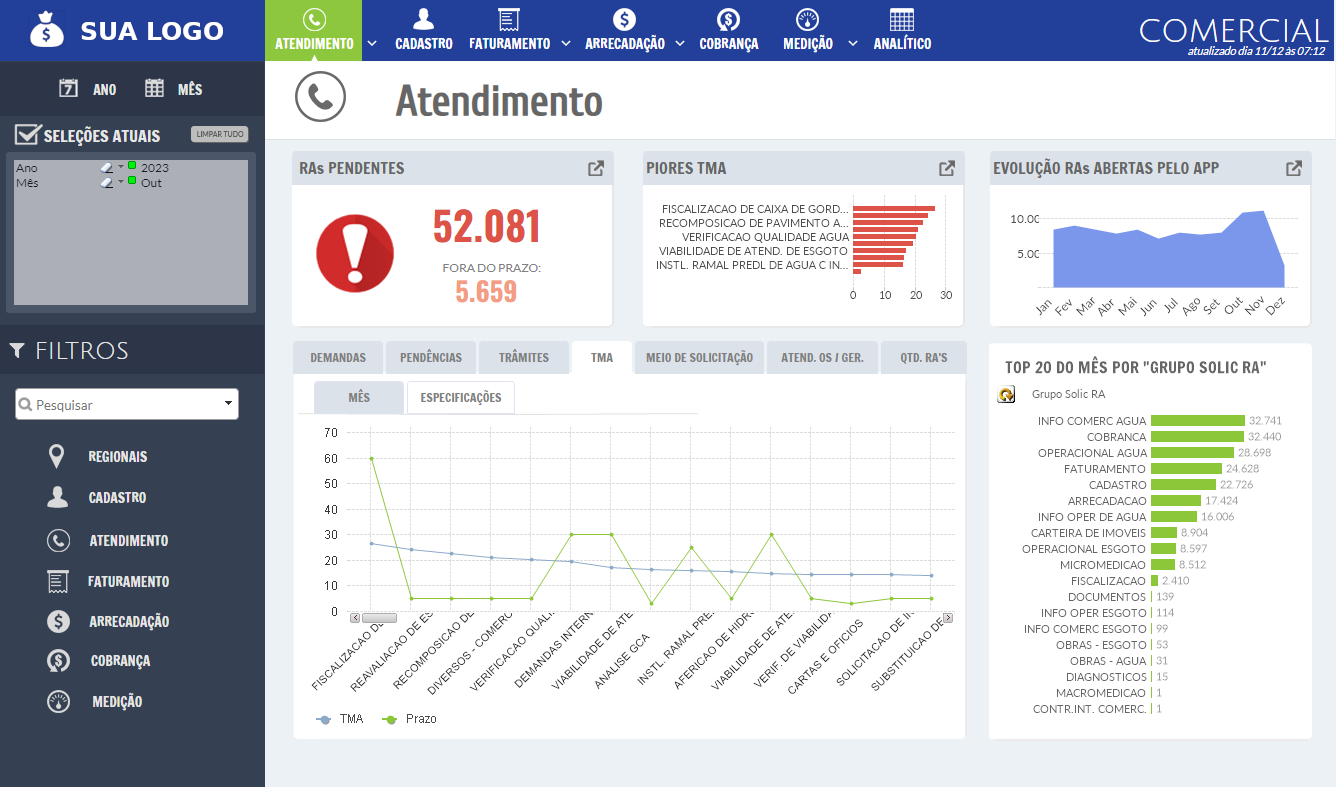 SUA LOGO
ATENDIMENTO
CADASTRO
FATURAMENTO
ARRECADAÇÃO
COBRANÇA
MEDIÇÃO
ANALÍTICO
COMERCIAL
atualizado dia 11/12 às 07:12
7 ANO
MÊS
SELEÇÕES ATUAIS
LIMPAR TUDO
Ano 2023
Mês Out
FILTROS
Pesquisar
REGIONAIS
CADASTRO
ATENDIMENTO
FATURAMENTO
ARRECADAÇÃO
COBRANÇA
MEDIÇÃO
Atendimento
RAs PENDENTES
52.081
FORA DO PRAZO:
5.659
PIORES TMA
FISCALIZACAO DE CAIXA DE GORD...
RECOMPOSICAO DE PAVIMENTO A...
VERIFICACAO QUALIDADE AGUA
VIABILIDADE DE ATEND. DE ESGOTO
INSTL. RAMAL PREDL DE AGUA C IN...
0 10 20 30
EVOLUÇÃO RAs ABERTAS PELO APP
10.00
5.00
Jan Fev Mar Abr Mai Jun Jul Ago Set Out Nov Dez
DEMANDAS
PENDÊNCIAS
TRÂMITES
TMA
MEIO DE SOLICITAÇÃO
ATEND. OS / GER.
QTD. RA'S
MÊS
ESPECIFICAÇÕES
70
60
50
40
30
20
10
0
FISCALIZACAO DE
REAVALIACAO DE ES
RECOMPOSICAO DE
DIVERSOS - COMERC
VERIFICACAO QUALI
DEMANDAS INTERN
VIABILIDADE DE ATE
ANALISE GCA
INSTL. RAMAL PRE
AFERICAO DE HIDR
VIABILIDADE DE ATE
VERIF. DE VIABILIDA
CARTAS E OFICIOS
SOLICITACAO DE I
SUBSTITUICAO DE
TMA
Prazo
TOP 20 DO MÊS POR "GRUPO SOLIC RA"
Grupo Solic RA
INFO COMERC AGUA 32.741
COBRANCA 32.440
OPERACIONAL AGUA 28.698
FATURAMENTO 24.628
CADASTRO 22.726
ARRECADACAO 17.424
INFO OPER DE AGUA 16.006
CARTEIRA DE IMOVEIS 8.904
OPERACIONAL ESGOTO 8.597
MICROMEDICAO 8.512
FISCALIZACAO 2.410
DOCUMENTOS 139
INFO OPER ESGOTO 114
INFO COMERC ESGOTO 99
OBRAS - ESGOTO 53
OBRAS - AGUA 31
DIAGNOSTICOS 15
MACROMEDICAO 1
CONTR.INT. COMERC. 1